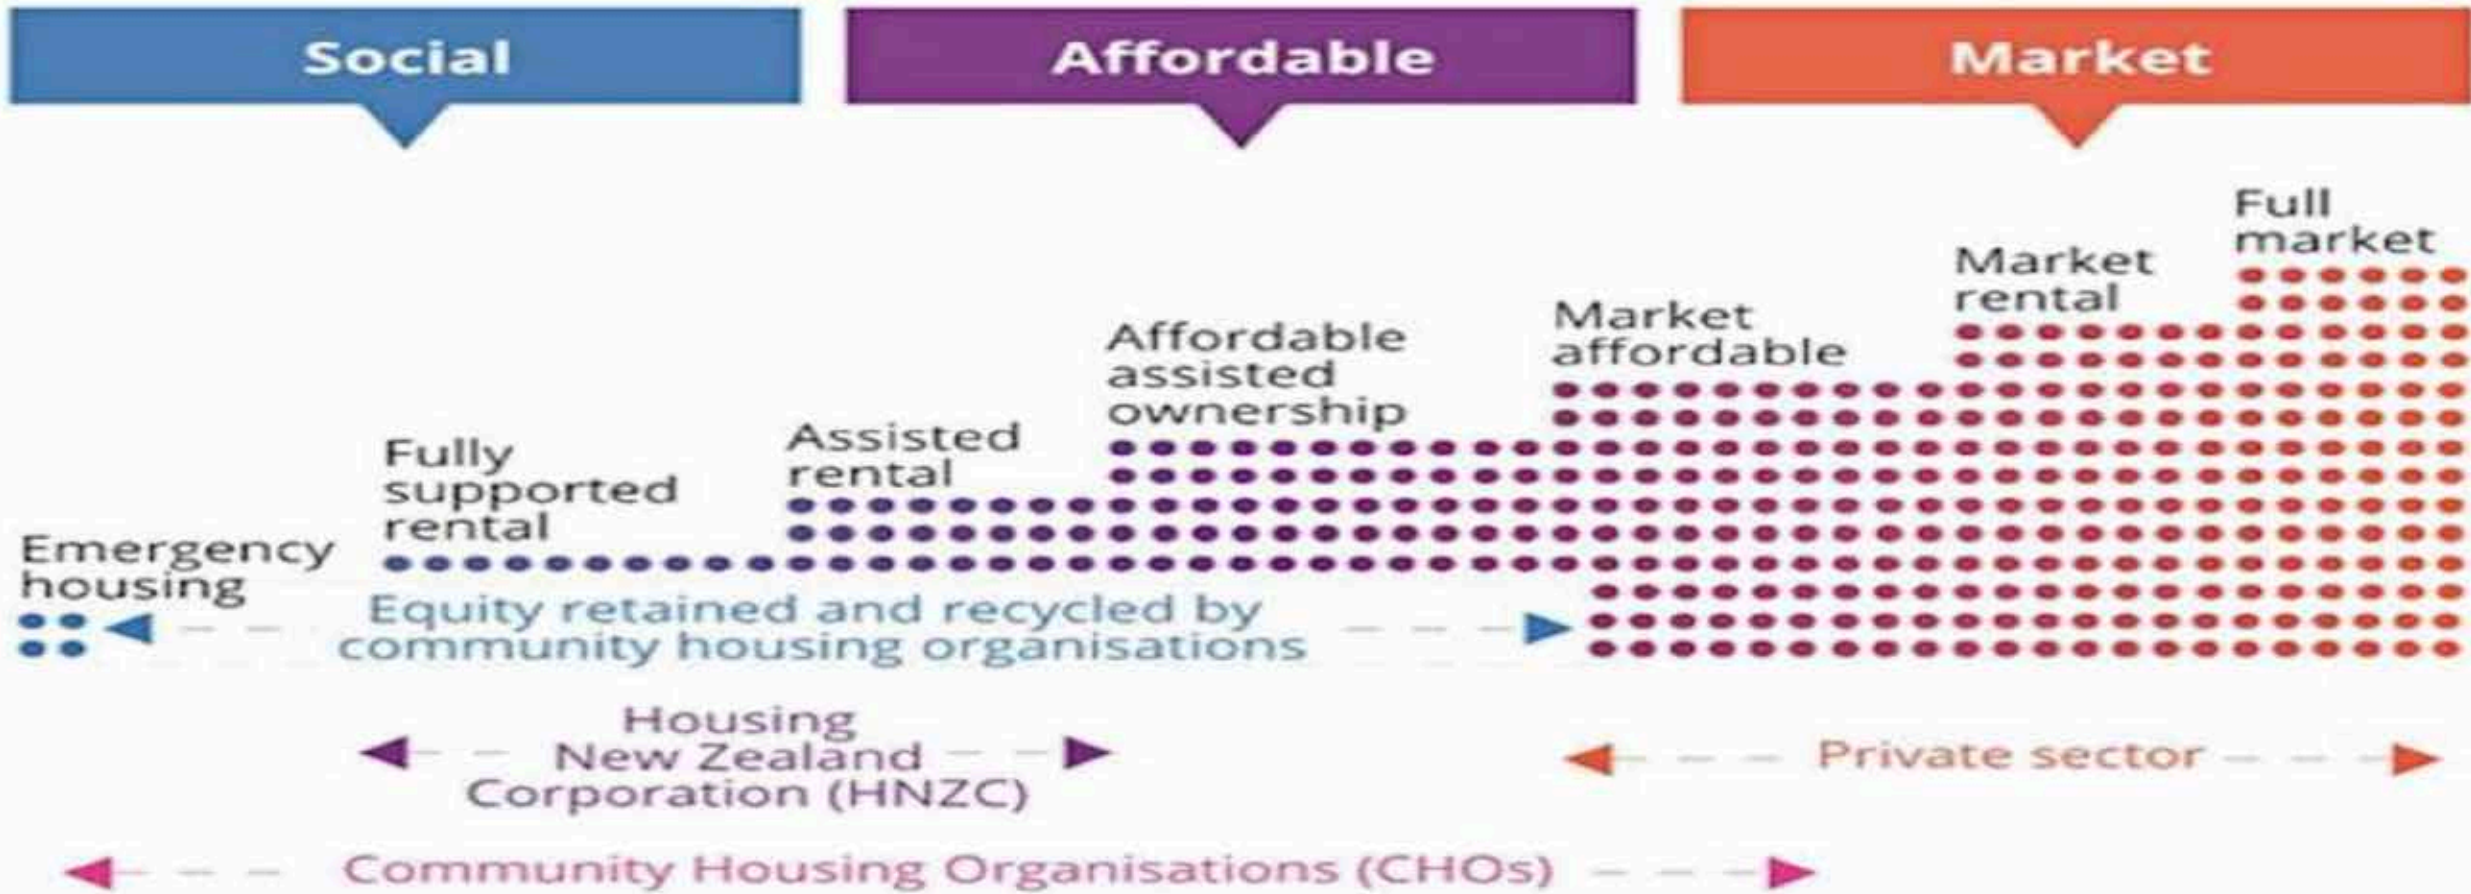 Social
Affordable
Market
Full
market
Market
rental
Market
affordable
Affordable
assisted
ownership
Assisted
rental
Fully
supported
rental
Emergency
housing
Equity retained and recycled by
community housing organisations
Housing
New Zealand
Corporation (HNZC)
Private sector
Community Housing Organisations (CHOs)